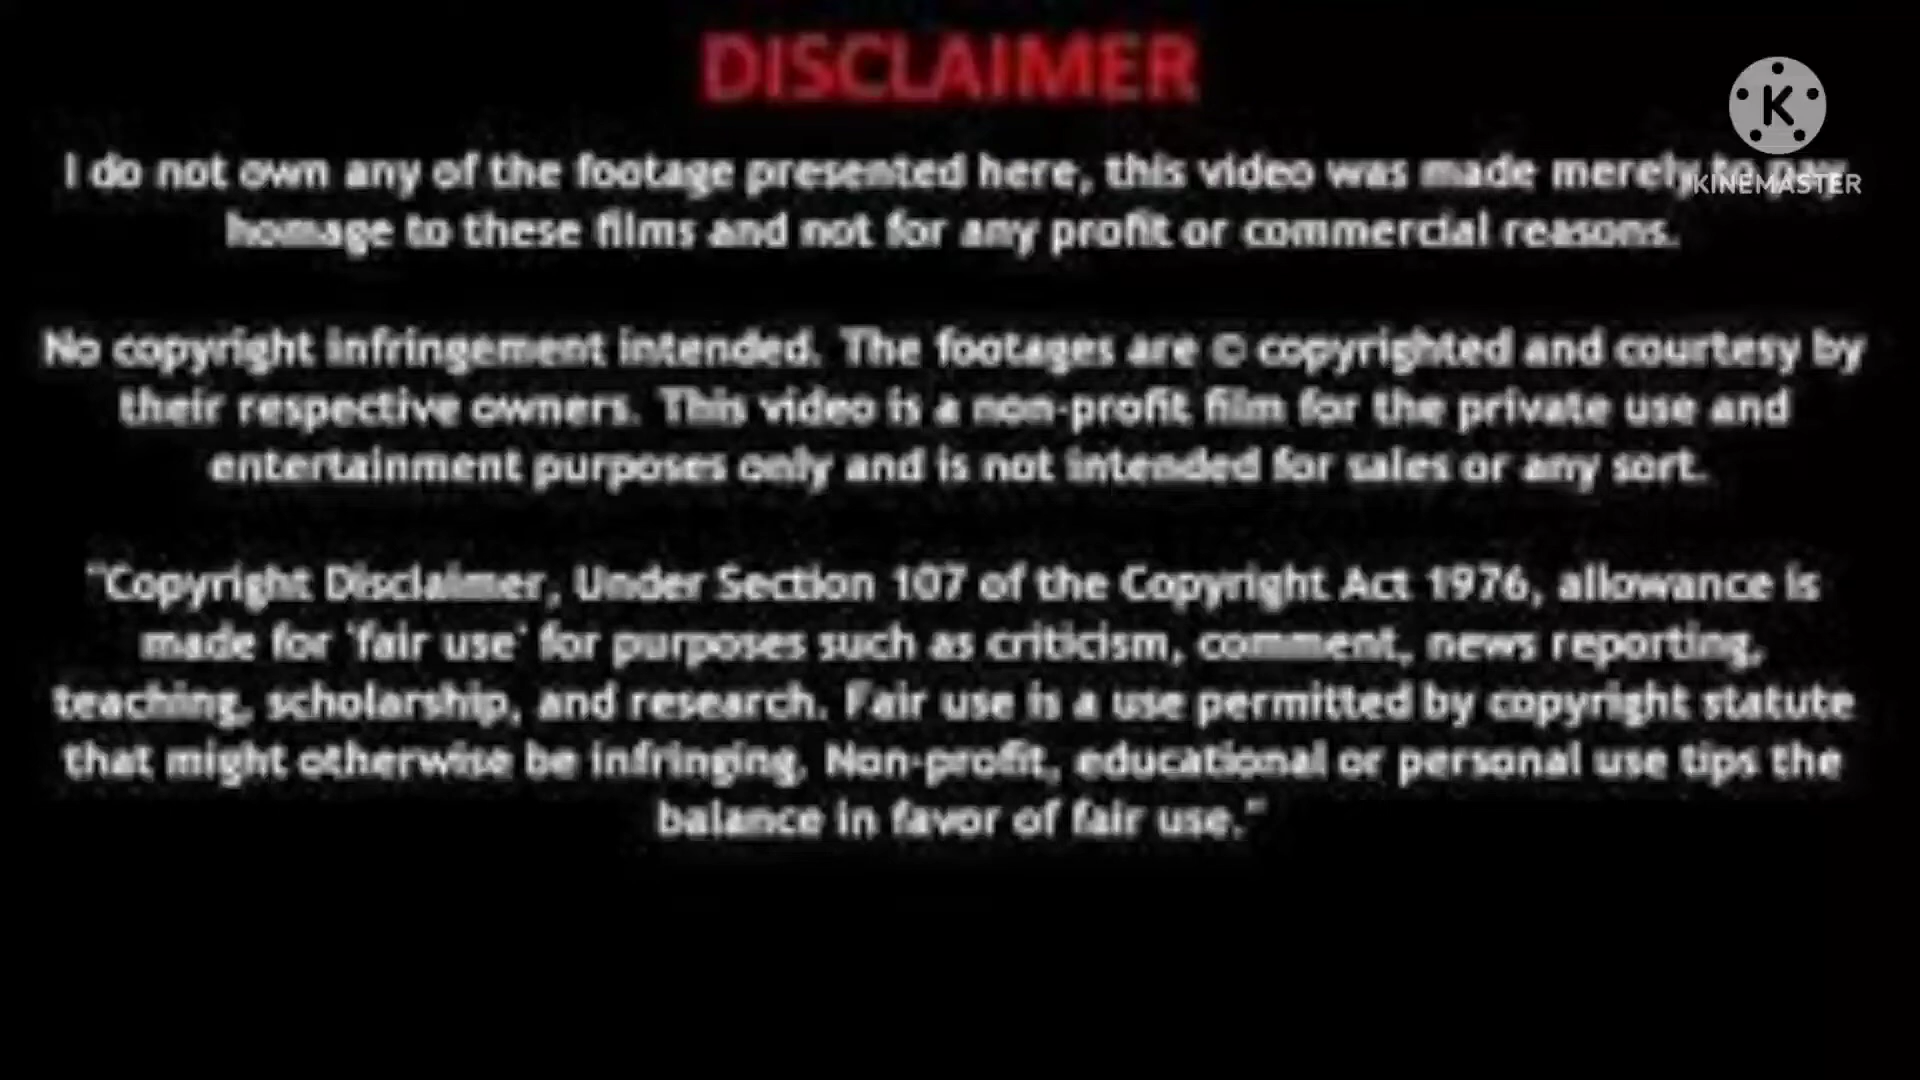 DISCLAIMER
I do not own any of the footage presented here, this video was made merely to pay
homage to these films and not for any profit or commercial reasons.
No copyright infringement intended. The footages are © copyrighted and courtesy by
their respective owners. This video is a non-profit film for the private use and
entertainment purposes only and is not intended for sales or any sort.
"Copyright Disclaimer, Under Section 107 of the Copyright Act 1976, allowance is
made for 'fair use' for purposes such as criticism, comment, news reporting,
teaching, scholarship, and research. Fair use is a use permitted by copyright statute
that might otherwise be infringing. Non-profit, educational or personal use tips the
balance in favor of fair use."
K
KINEMASTER